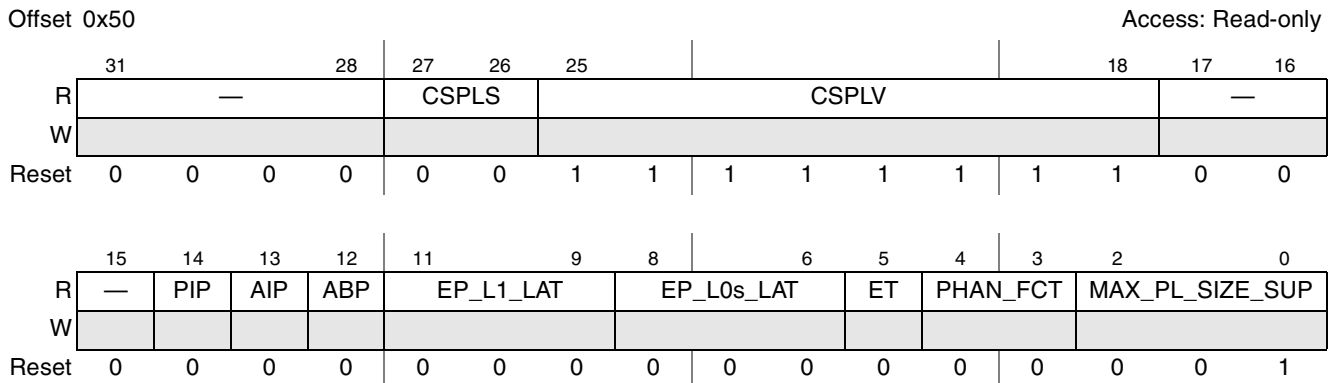 Offset 0x50 Access: Read-only
31 28 27 26 25 18 17 16
R — CSPLS CSPLV —
W
Reset 0 0 0 0 0 0 1 1 1 1 1 1 1 1 0 0
15 14 13 12 11 9 8 6 5 4 3 2 0
R — PIP AIP ABP EP_L1_LAT EP_L0s_LAT ET PHAN_FCT MAX_PL_SIZE_SUP
W
Reset 0 0 0 0 0 0 0 0 0 0 0 0 0 0 0 1